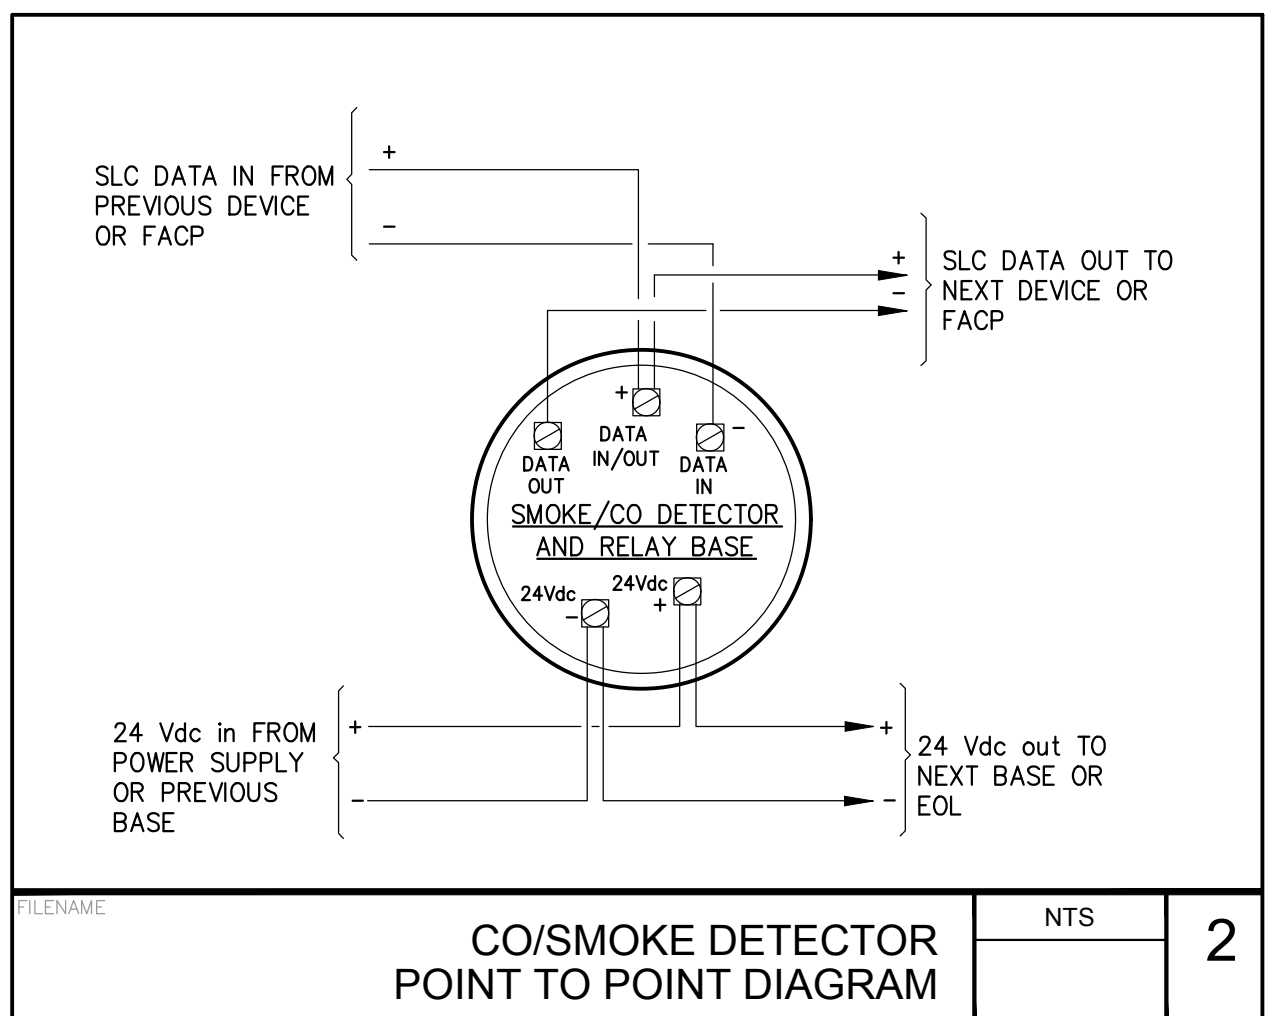 +
SLC DATA IN FROM
PREVIOUS DEVICE
OR FACP
-
+
-
SLC DATA OUT TO
NEXT DEVICE OR
FACP
+
-
DATA
OUT
DATA
IN/OUT
DATA
IN
SMOKE/CO DETECTOR
AND RELAY BASE
24Vdc
-
24Vdc
+
24 Vdc in FROM
POWER SUPPLY
OR PREVIOUS
BASE
+
-
+
-
24 Vdc out TO
NEXT BASE OR
EOL
FILENAME
CO/SMOKE DETECTOR
POINT TO POINT DIAGRAM
NTS
2